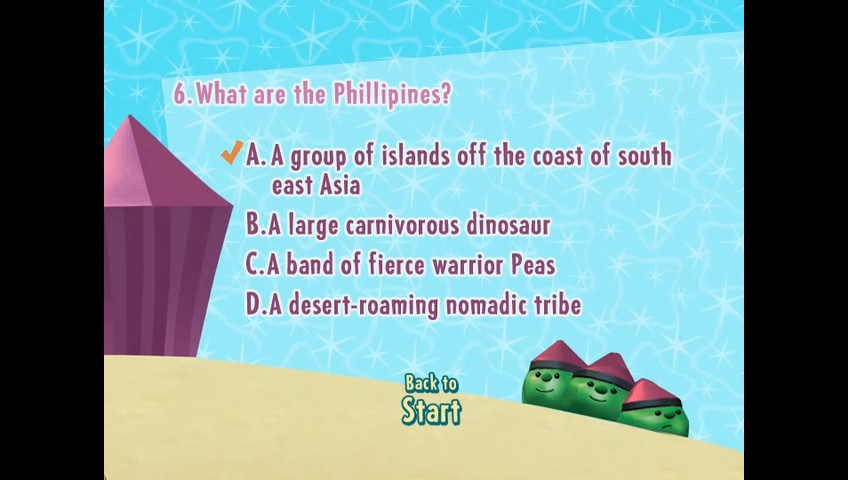 6.What are the Phillipines?
A. A group of islands off the coast of south
east Asia
B.A large carnivorous dinosaur
C.A band of fierce warrior Peas
D.A desert-roaming nomadic tribe
Back to
Start